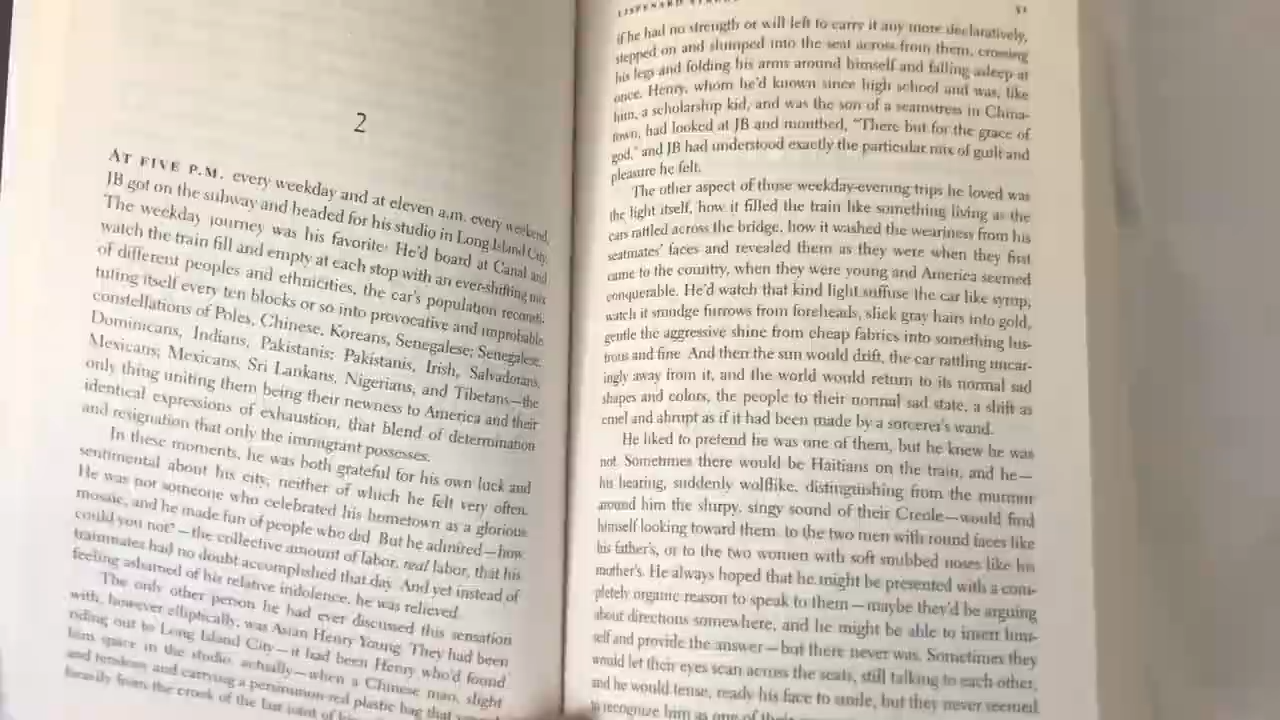 2
AT FIVE P.M. every weekday and at eleven a.m. every weekend,
JB got on the subway and headed for his studio in Long Island City.
The weekday journey was his favorite: He'd board at Canal and
watch the train fill and empty at each stop with an ever-shifting mix
of different peoples and ethnicities, the car's population reconsti-
tuting itself every ten blocks or so into provocative and improbable
constellations of Poles, Chinese, Koreans, Senegalese; Senegalese,
Dominicans, Indians, Pakistanis; Pakistanis, Irish, Salvadorans,
Mexicans; Mexicans, Sri Lankans, Nigerians, and Tibetans—the
only thing uniting them being their newness to America and their
identical expressions of exhaustion, that blend of determination
and resignation that only the immigrant possesses.
In these moments, he was both grateful for his own luck and
sentimental about his city, neither of which he felt very often.
He was not someone who celebrated his hometown as a glorious
mosaic, and he made fun of people who did. But he admired—how
could you not?—the collective amount of labor, real labor, that his
trainmates had no doubt accomplished that day. And yet instead of
feeling ashamed of his relative indolence, he was relieved.
The only other person he had ever discussed this sensation
with, however elliptically, was Asian Henry Young. They had been
riding out to Long Island City—it had been Henry who'd found
him space in the studio, actually—when a Chinese man, slight
and tendony and carrying a persimmon-red plastic bag that
heavily from the crook of the last joint of
LISPENARD STREET
51
if he had no strength or will left to carry it any more declaratively,
stepped on and slumped into the seat across from them, crossing
his legs and folding his arms around himself and falling asleep at
once. Henry, whom he'd known since high school and was, like
him, a scholarship kid, and was the son of a seamstress in China-
town, had looked at JB and mouthed, "There but for the grace of
god," and JB had understood exactly the particular mix of guilt and
pleasure he felt.
The other aspect of those weekday-evening trips he loved was
the light itself, how it filled the train like something living as the
cars rattled across the bridge, how it washed the weariness from his
seatmates' faces and revealed them as they were when they first
came to the country, when they were young and America seemed
conquerable. He'd watch that kind light suffuse the car like syrup,
watch it smudge furrows from foreheads, slick gray hairs into gold,
gentle the aggressive shine from cheap fabrics into something lus-
trous and fine. And then the sun would drift, the car rattling uncar-
ingly away from it, and the world would return to its normal sad
shapes and colors, the people to their normal sad state, a shift as
cruel and abrupt as if it had been made by a sorcerer's wand.
He liked to pretend he was one of them, but he knew he was
not. Sometimes there would be Haitians on the train, and he—
his hearing, suddenly wolflike, distinguishing from the murmur
around him the slurpy, singy sound of their Creole—would find
himself looking toward them, to the two men with round faces like
his father's, or to the two women with soft snubbed noses like his
mother's. He always hoped that he might be presented with a com-
pletely organic reason to speak to them—maybe they'd be arguing
about directions somewhere, and he might be able to insert him-
self and provide the answer—but there never was. Sometimes they
would let their eyes scan across the seats, still talking to each other,
and he would tense, ready his face to smile, but they never seemed
to recognize him as one of their